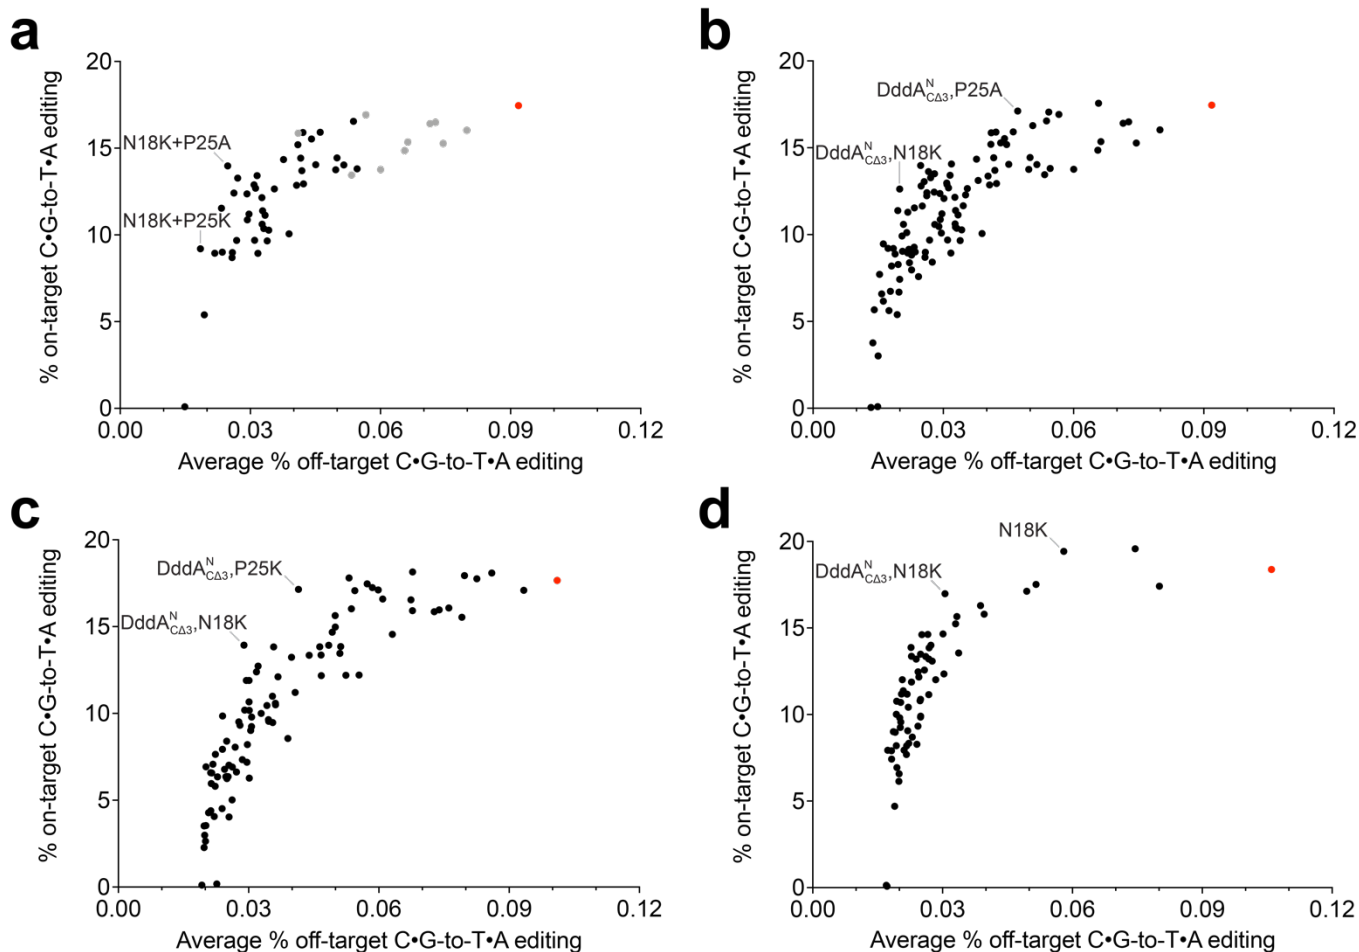 a
% on-target C•G-to-T•A editing
20
15
10
5
0
N18K+P25A
N18K+P25K
0.00
0.03
0.06
0.09
0.12
Average % off-target C•G-to-T•A editing
b
% on-target C•G-to-T•A editing
20
15
10
5
0
DddA^N_CΔ3,P25A
DddA^N_CΔ3,N18K
0.00
0.03
0.06
0.09
0.12
Average % off-target C•G-to-T•A editing
c
% on-target C•G-to-T•A editing
20
15
10
5
0
DddA^N_CΔ3,P25K
DddA^N_CΔ3,N18K
0.00
0.03
0.06
0.09
0.12
Average % off-target C•G-to-T•A editing
d
% on-target C•G-to-T•A editing
20
15
10
5
0
N18K
DddA^N_CΔ3,N18K
0.00
0.03
0.06
0.09
0.12
Average % off-target C•G-to-T•A editing